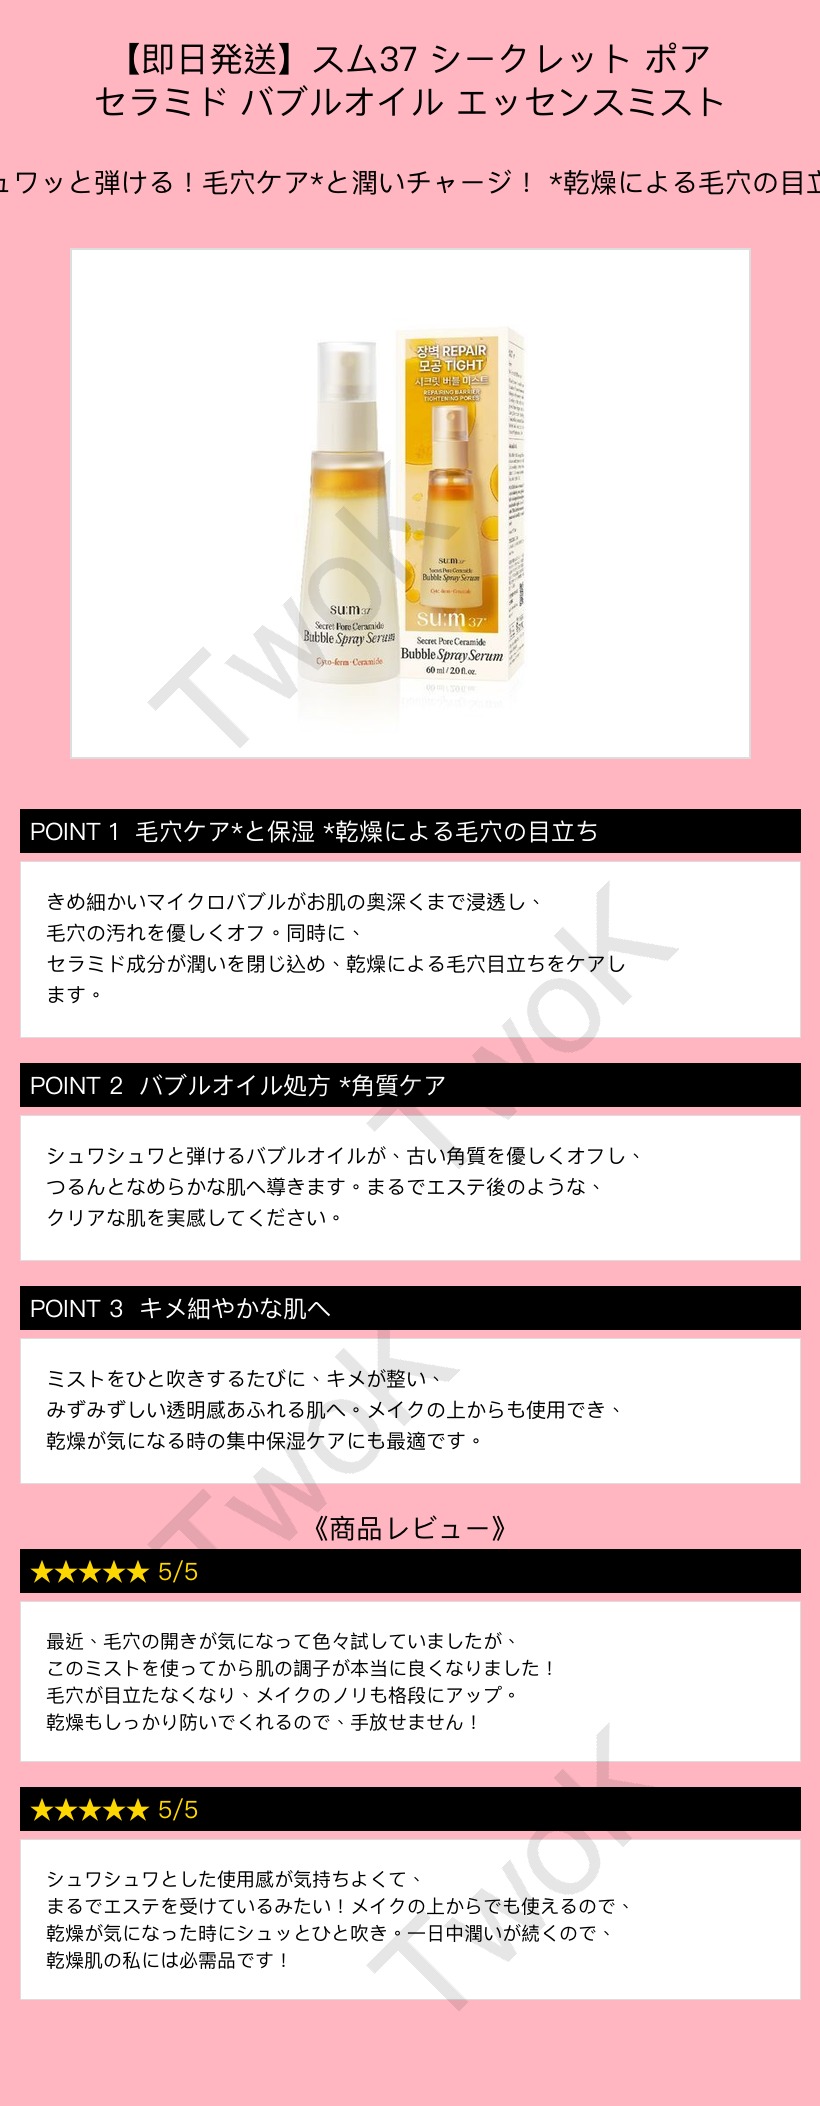 【即日発送】スム37 シークレット ポア
セラミド バブルオイル エッセンスミスト
ュワッと弾ける！毛穴ケア*と潤いチャージ！ *乾燥による毛穴の目立
장벽 REPAIR
모공 TIGHT
시크릿 버블 미스트
REPAIRING BARRIER
TIGHTENING PORES
su:m37°
Secret Pore Ceramide
Bubble Spray Serum
Cyto-ferm · Ceramide
su:m37°
Secret Pore Ceramide
Bubble Spray Serum
Cyto-ferm · Ceramide
su:m37°
Secret Pore Ceramide
Bubble Spray Serum
60 ml / 2.0 fl. oz.
TwoK
POINT 1 毛穴ケア*と保湿 *乾燥による毛穴の目立ち
きめ細かいマイクロバブルがお肌の奥深くまで浸透し、
毛穴の汚れを優しくオフ。同時に、
セラミド成分が潤いを閉じ込め、乾燥による毛穴目立ちをケアし
ます。
TwoK
POINT 2 バブルオイル処方 *角質ケア
シュワシュワと弾けるバブルオイルが、古い角質を優しくオフし、
つるんとなめらかな肌へ導きます。まるでエステ後のような、
クリアな肌を実感してください。
POINT 3 キメ細やかな肌へ
ミストをひと吹きするたびに、キメが整い、
みずみずしい透明感あふれる肌へ。メイクの上からも使用でき、
乾燥が気になる時の集中保湿ケアにも最適です。
TwoK
《商品レビュー》
★★★★★ 5/5
最近、毛穴の開きが気になって色々試していましたが、
このミストを使ってから肌の調子が本当に良くなりました！
毛穴が目立たなくなり、メイクのノリも格段にアップ。
乾燥もしっかり防いでくれるので、手放せません！
★★★★★ 5/5
シュワシュワとした使用感が気持ちよくて、
まるでエステを受けているみたい！メイクの上からでも使えるので、
乾燥が気になった時にシュッとひと吹き。一日中潤いが続くので、
乾燥肌の私には必需品です！
TwoK